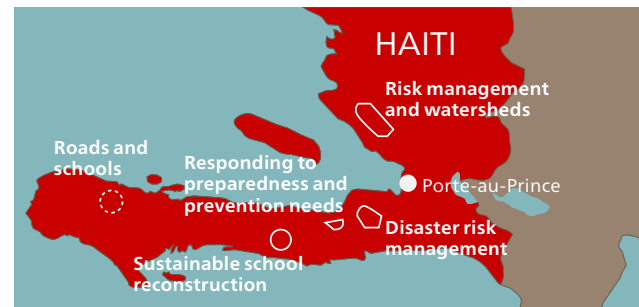 HAITI
Risk management
and watersheds
Roads and
schools
Responding to
preparedness and
prevention needs
Porte-au-Prince
Disaster risk
management
Sustainable school
reconstruction